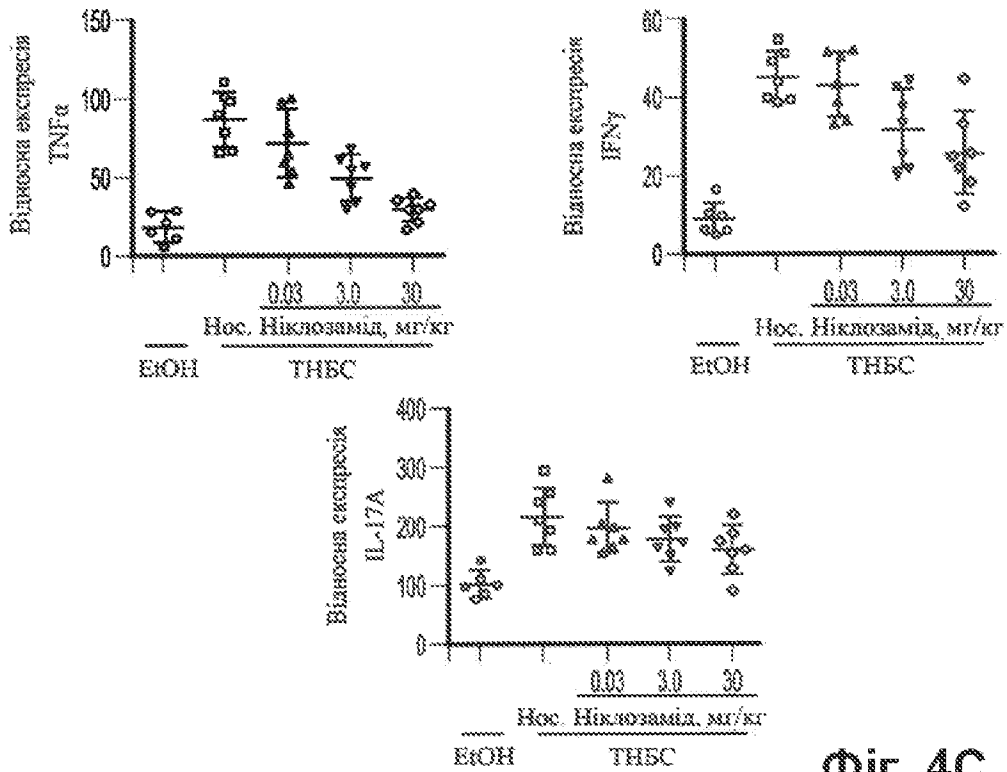 Відносна експресія
TNFα
150
100
50
0
0.03 3.0 30
Нос. Ніклозамід, мг/кг
EtOH ТНБС
Відносна експресія
IFNγ
60
40
20
0
0.03 3.0 30
Нос. Ніклозамід, мг/кг
EtOH ТНБС
Відносна експресія
IL-17A
400
300
200
100
0
0.03 3.0 30
Нос. Ніклозамід, мг/кг
EtOH ТНБС
Фіг. 4C